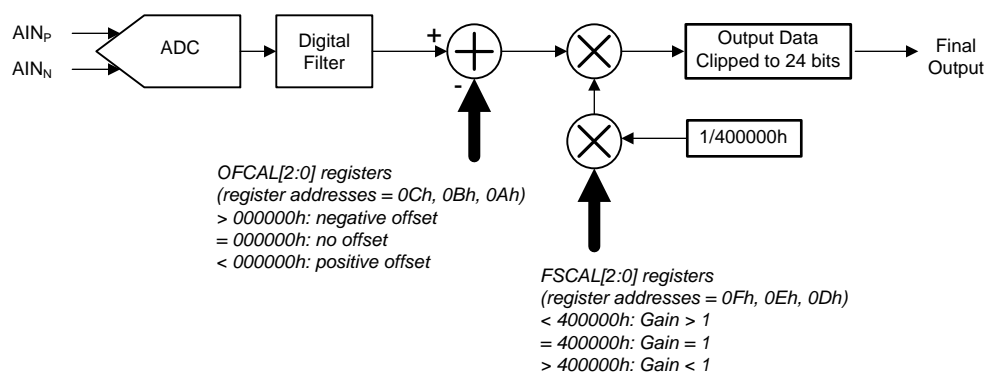 AINP
AINN
ADC
Digital
Filter
+
-
Output Data
Clipped to 24 bits
Final
Output
1/400000h
OFCAL[2:0] registers
(register addresses = 0Ch, 0Bh, 0Ah)
> 000000h: negative offset
= 000000h: no offset
< 000000h: positive offset
FSCAL[2:0] registers
(register addresses = 0Fh, 0Eh, 0Dh)
< 400000h: Gain > 1
= 400000h: Gain = 1
> 400000h: Gain < 1